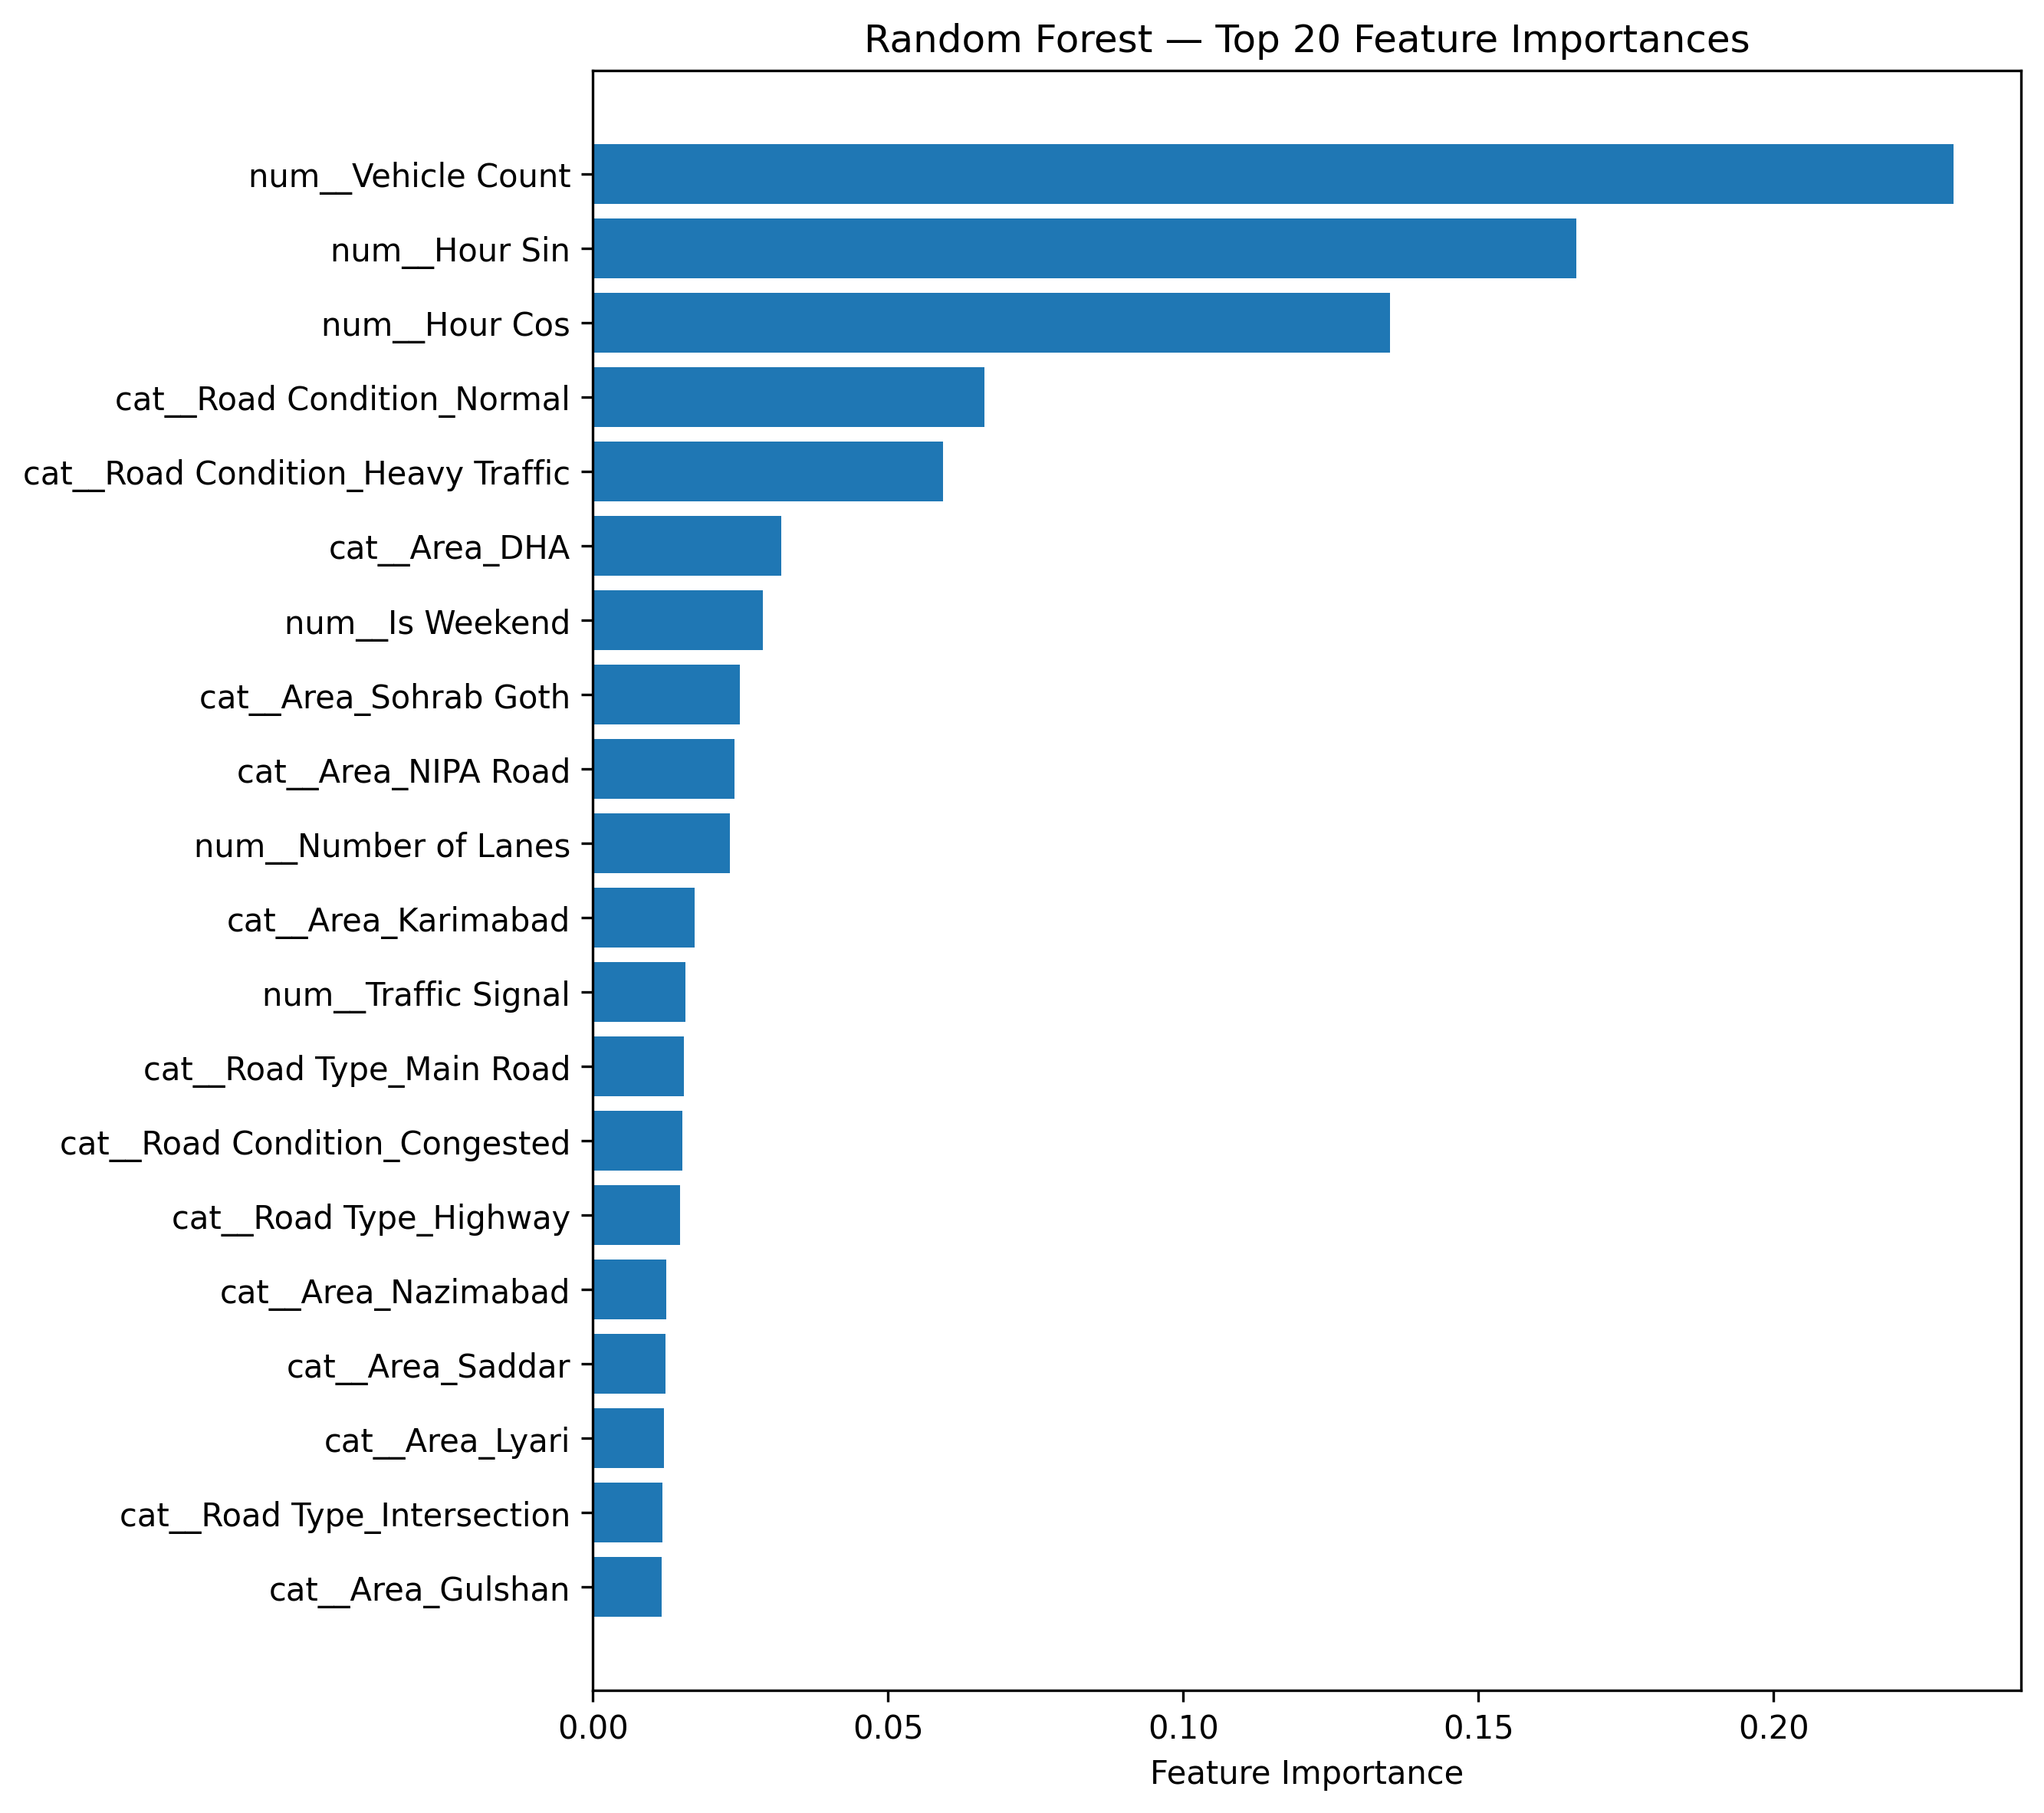 Random Forest — Top 20 Feature Importances
num__Vehicle Count
num__Hour Sin
num__Hour Cos
cat__Road Condition_Normal
cat__Road Condition_Heavy Traffic
cat__Area_DHA
num__Is Weekend
cat__Area_Sohrab Goth
cat__Area_NIPA Road
num__Number of Lanes
cat__Area_Karimabad
num__Traffic Signal
cat__Road Type_Main Road
cat__Road Condition_Congested
cat__Road Type_Highway
cat__Area_Nazimabad
cat__Area_Saddar
cat__Area_Lyari
cat__Road Type_Intersection
cat__Area_Gulshan
0.00 0.05 0.10 0.15 0.20
Feature Importance